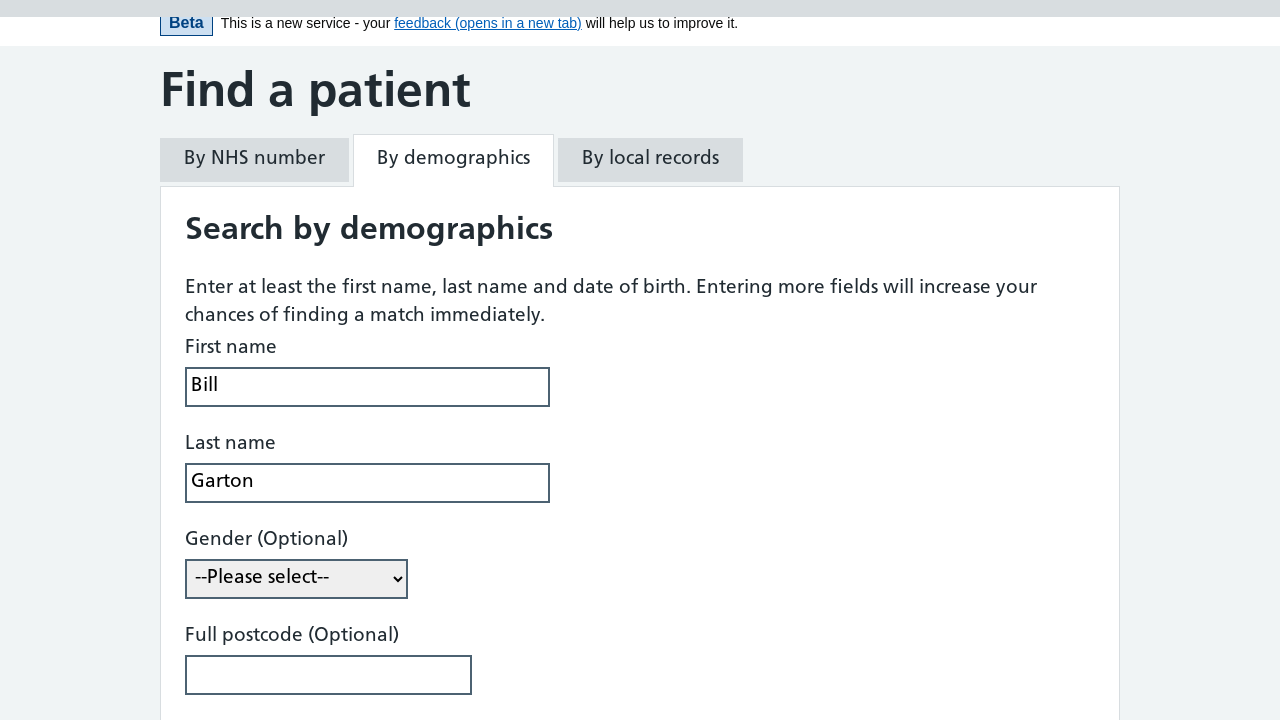 Beta This is a new service - your feedback (opens in a new tab) will help us to improve it.
Find a patient
By NHS number By demographics By local records
Search by demographics
Enter at least the first name, last name and date of birth. Entering more fields will increase your
chances of finding a match immediately.
First name
Bill
Last name
Garton
Gender (Optional)
--Please select--
Full postcode (Optional)